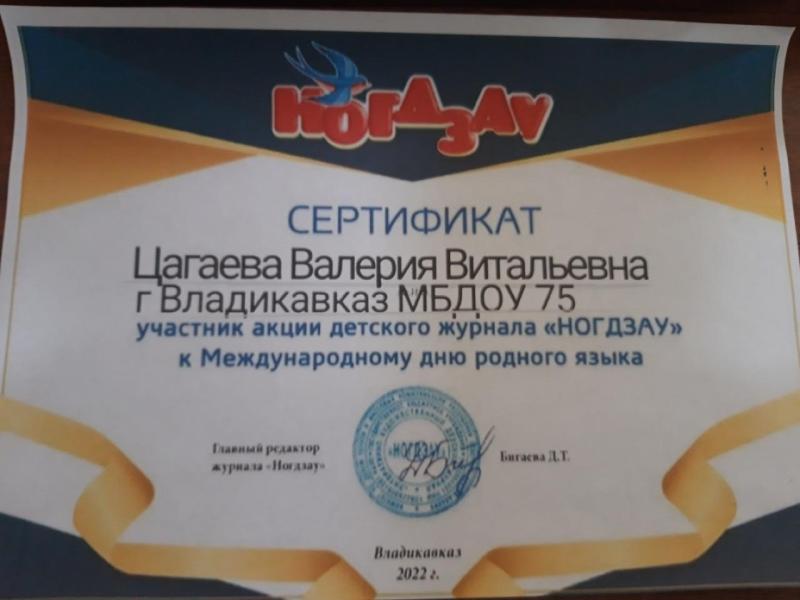 НОГДЗАУ
СЕРТИФИКАТ
Цагаева Валерия Витальевна
г Владикавказ МБДОУ 75
участник акции детского журнала «НОГДЗАУ»
к Международному дню родного языка
Главный редактор
журнала «Ногдзау»
«НОГДЗАУ»
Бигаева Д.Т.
Владикавказ
2022 г.